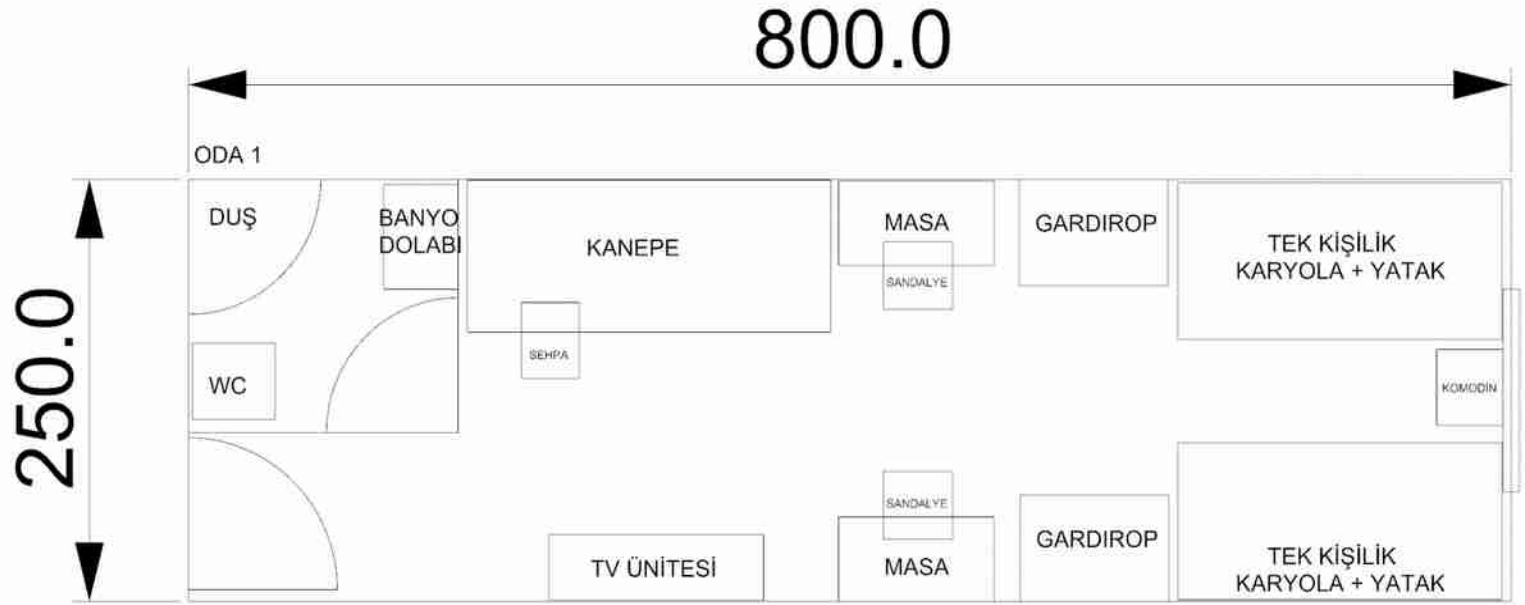 800.0
ODA 1
250.0
DUŞ
BANYO
DOLABI
KANEPE
MASA
SANDALYE
GARDIROP
TEK KİŞİLİK
KARYOLA + YATAK
SEHPA
WC
KOMODİN
SANDALYE
TV ÜNİTESİ
MASA
GARDIROP
TEK KİŞİLİK
KARYOLA + YATAK